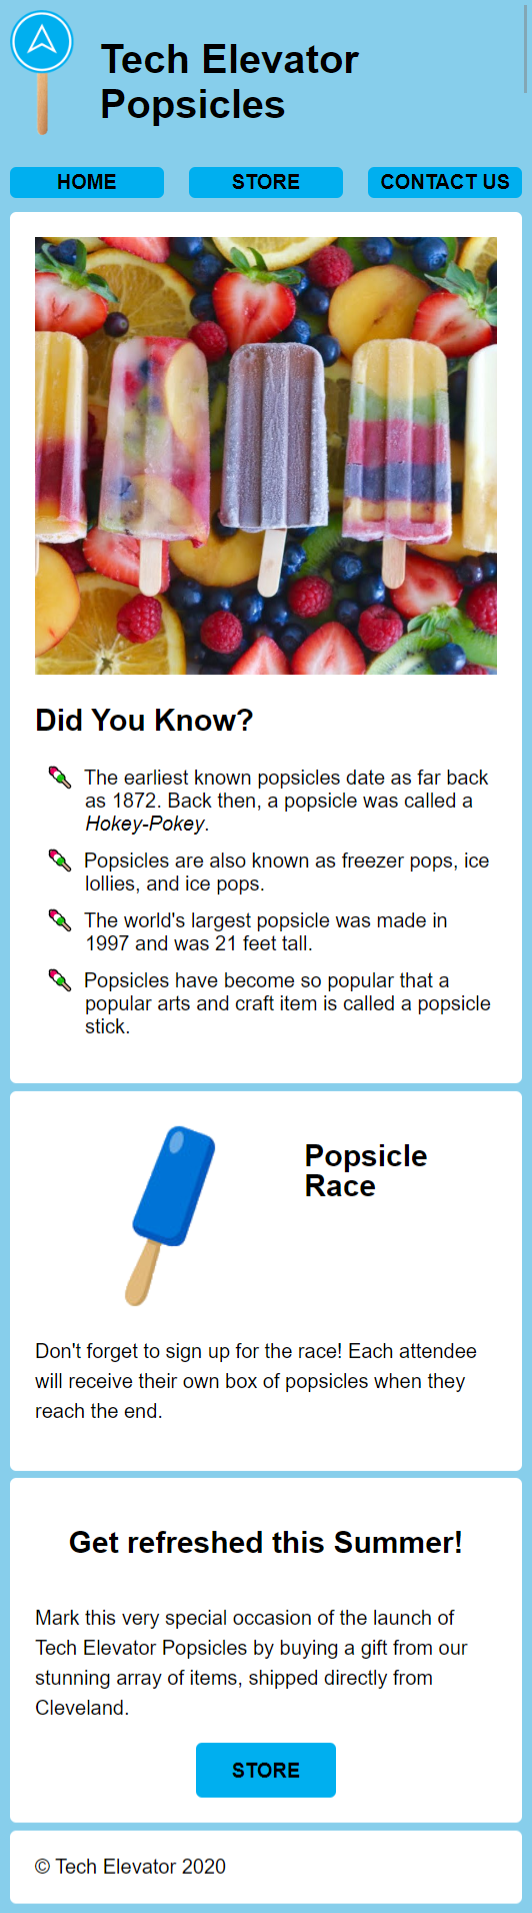 Tech Elevator
Popsicles
HOME
STORE
CONTACT US
Did You Know?
The earliest known popsicles date as far back
as 1872. Back then, a popsicle was called a
Hokey-Pokey.
Popsicles are also known as freezer pops, ice
lollies, and ice pops.
The world's largest popsicle was made in
1997 and was 21 feet tall.
Popsicles have become so popular that a
popular arts and craft item is called a popsicle
stick.
Popsicle
Race
Don't forget to sign up for the race! Each attendee
will receive their own box of popsicles when they
reach the end.
Get refreshed this Summer!
Mark this very special occasion of the launch of
Tech Elevator Popsicles by buying a gift from our
stunning array of items, shipped directly from
Cleveland.
STORE
© Tech Elevator 2020